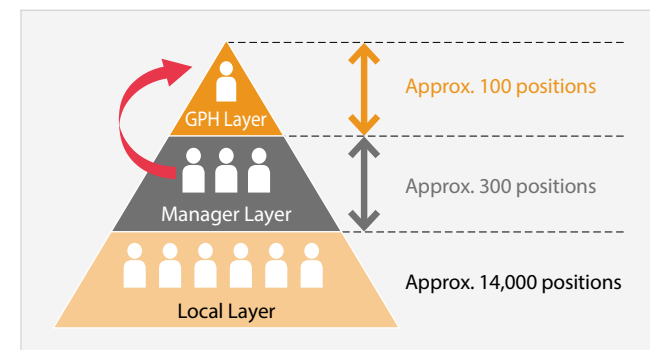 GPH Layer
Approx. 100 positions
Manager Layer
Approx. 300 positions
Local Layer
Approx. 14,000 positions